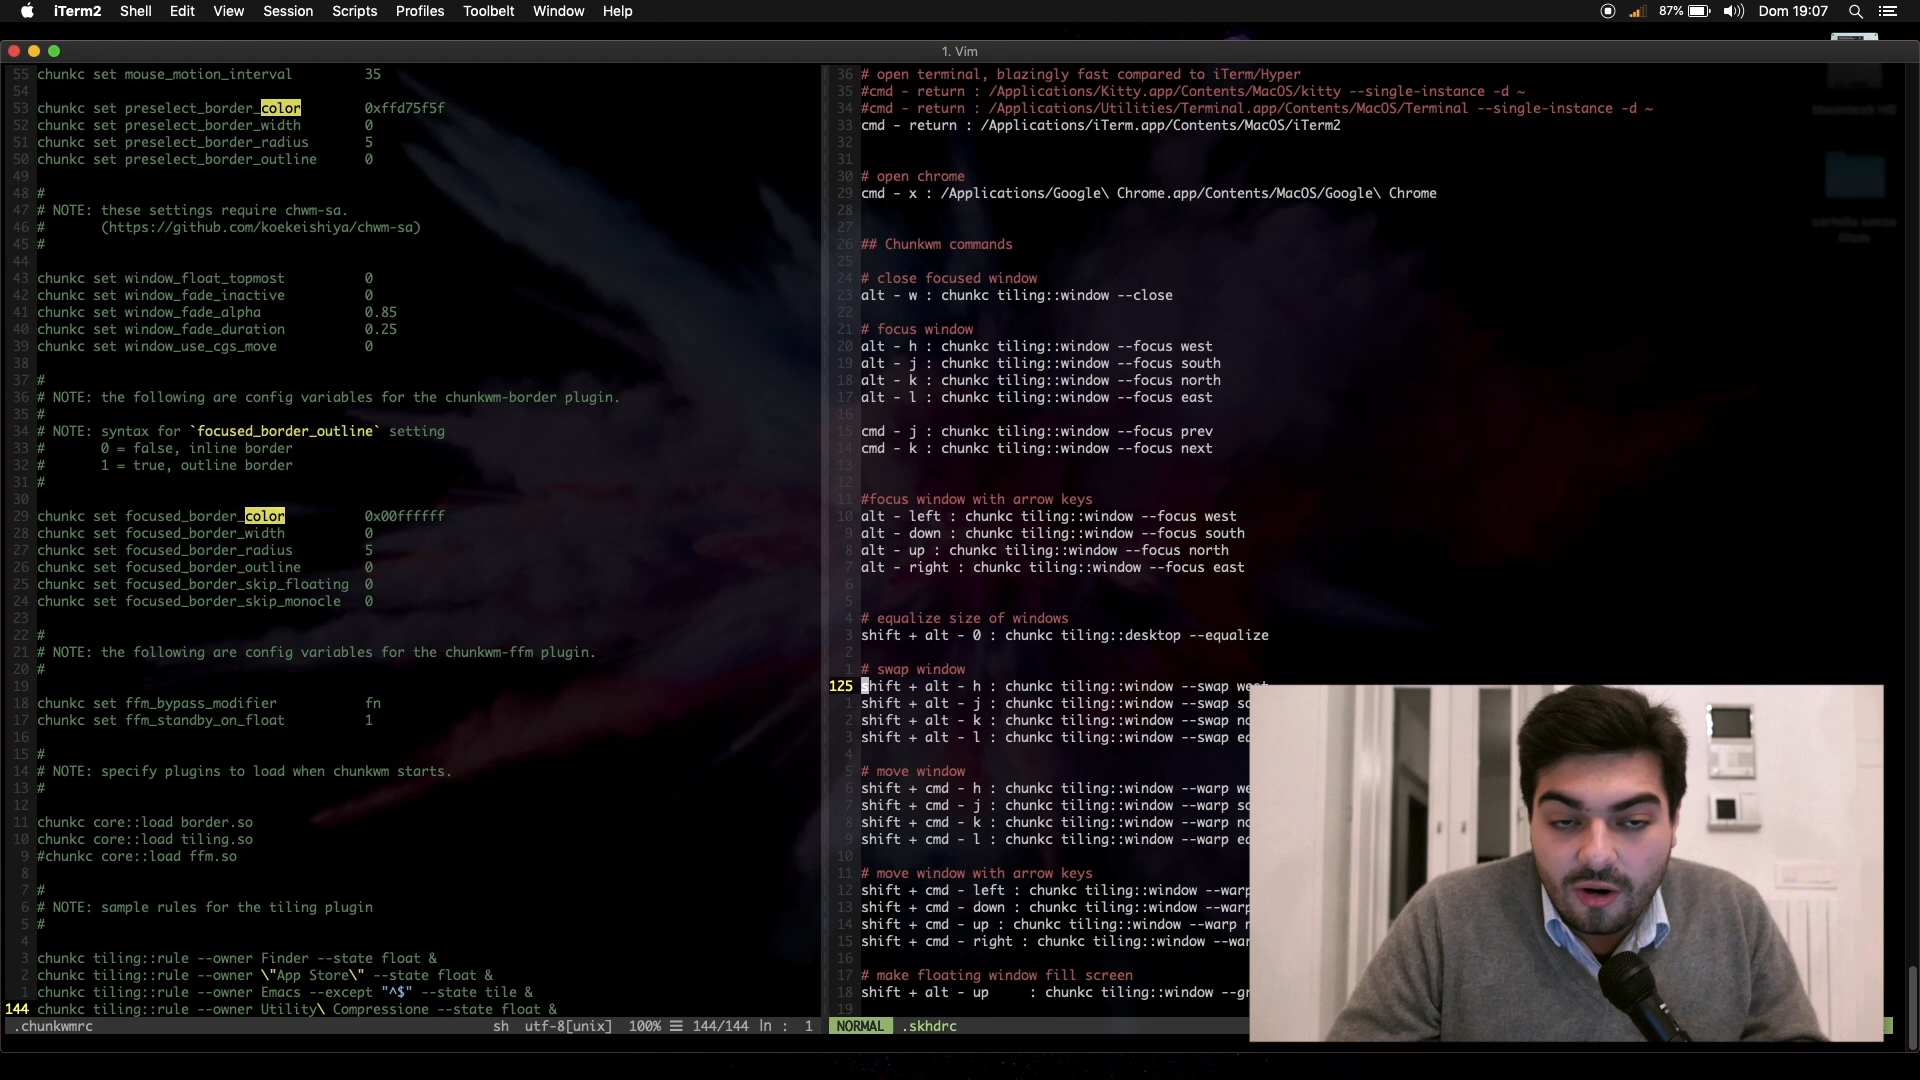 iTerm2 Shell Edit View Session Scripts Profiles Toolbelt Window Help
87% Dom 19:07
1. Vim
55 chunkc set mouse_motion_interval 35
54
53 chunkc set preselect_border_color 0xffd75f5f
52 chunkc set preselect_border_width 0
51 chunkc set preselect_border_radius 5
50 chunkc set preselect_border_outline 0
49
48 #
47 # NOTE: these settings require chwm-sa.
46 # (https://github.com/koekeishiya/chwm-sa)
45 #
44
43 chunkc set window_float_topmost 0
42 chunkc set window_fade_inactive 0
41 chunkc set window_fade_alpha 0.85
40 chunkc set window_fade_duration 0.25
39 chunkc set window_use_cgs_move 0
38
37 #
36 # NOTE: the following are config variables for the chunkwm-border plugin.
35 #
34 # NOTE: syntax for `focused_border_outline` setting
33 # 0 = false, inline border
32 # 1 = true, outline border
31 #
30
29 chunkc set focused_border_color 0x00ffffff
28 chunkc set focused_border_width 0
27 chunkc set focused_border_radius 5
26 chunkc set focused_border_outline 0
25 chunkc set focused_border_skip_floating 0
24 chunkc set focused_border_skip_monocle 0
23
22 #
21 # NOTE: the following are config variables for the chunkwm-ffm plugin.
20 #
19
18 chunkc set ffm_bypass_modifier fn
17 chunkc set ffm_standby_on_float 1
16
15 #
14 # NOTE: specify plugins to load when chunkwm starts.
13 #
12
11 chunkc core::load border.so
10 chunkc core::load tiling.so
9 #chunkc core::load ffm.so
8
7 #
6 # NOTE: sample rules for the tiling plugin
5 #
4
3 chunkc tiling::rule --owner Finder --state float &
2 chunkc tiling::rule --owner \"App Store\" --state float &
1 chunkc tiling::rule --owner Emacs --except "^$" --state tile &
144 chunkc tiling::rule --owner Utility\ Compressione --state float &
.chunkwmrc sh utf-8[unix] 100% ☰ 144/144 ln : 1
36 # open terminal, blazingly fast compared to iTerm/Hyper
35 #cmd - return : /Applications/Kitty.app/Contents/MacOS/kitty --single-instance -d ~
34 #cmd - return : /Applications/Utilities/Terminal.app/Contents/MacOS/Terminal --single-instance -d ~
33 cmd - return : /Applications/iTerm.app/Contents/MacOS/iTerm2
32
31
30 # open chrome
29 cmd - x : /Applications/Google\ Chrome.app/Contents/MacOS/Google\ Chrome
28
27
26 ## Chunkwm commands
25
24 # close focused window
23 alt - w : chunkc tiling::window --close
22
21 # focus window
20 alt - h : chunkc tiling::window --focus west
19 alt - j : chunkc tiling::window --focus south
18 alt - k : chunkc tiling::window --focus north
17 alt - l : chunkc tiling::window --focus east
16
15 cmd - j : chunkc tiling::window --focus prev
14 cmd - k : chunkc tiling::window --focus next
13
12
11 #focus window with arrow keys
10 alt - left : chunkc tiling::window --focus west
9 alt - down : chunkc tiling::window --focus south
8 alt - up : chunkc tiling::window --focus north
7 alt - right : chunkc tiling::window --focus east
6
5
4 # equalize size of windows
3 shift + alt - 0 : chunkc tiling::desktop --equalize
2
1 # swap window
125 shift + alt - h : chunkc tiling::window --swap west
1 shift + alt - j : chunkc tiling::window --swap so
2 shift + alt - k : chunkc tiling::window --swap no
3 shift + alt - l : chunkc tiling::window --swap ea
4
5 # move window
6 shift + cmd - h : chunkc tiling::window --warp we
7 shift + cmd - j : chunkc tiling::window --warp so
8 shift + cmd - k : chunkc tiling::window --warp no
9 shift + cmd - l : chunkc tiling::window --warp ea
10
11 # move window with arrow keys
12 shift + cmd - left : chunkc tiling::window --warp
13 shift + cmd - down : chunkc tiling::window --warp
14 shift + cmd - up : chunkc tiling::window --warp n
15 shift + cmd - right : chunkc tiling::window --war
16
17 # make floating window fill screen
18 shift + alt - up : chunkc tiling::window --gr
19
NORMAL .skhdrc